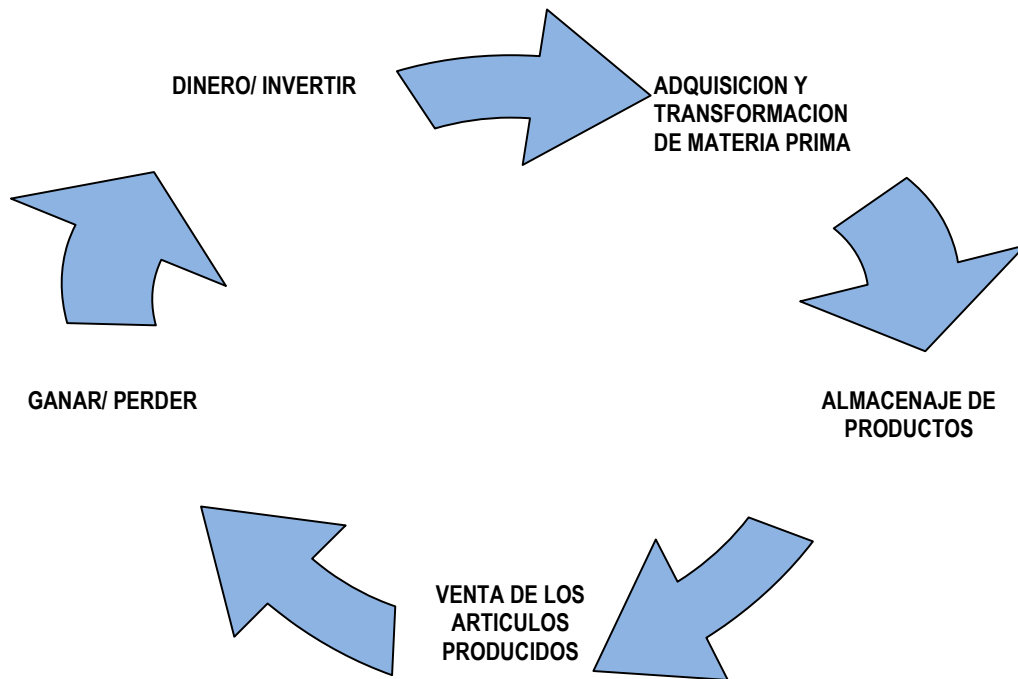 DINERO/ INVERTIR
ADQUISICION Y
TRANSFORMACION
DE MATERIA PRIMA
ALMACENAJE DE
PRODUCTOS
VENTA DE LOS
ARTICULOS
PRODUCIDOS
GANAR/ PERDER